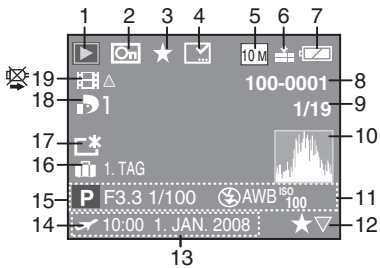 1 2 3 4 5 6 7
10 M
19 100-0001 8
18 1 1/19 9
17 10
16 1. TAG
15 P F3.3 1/100 AWB ISO 100 11
14 10:00 1. JAN. 2008 12
13